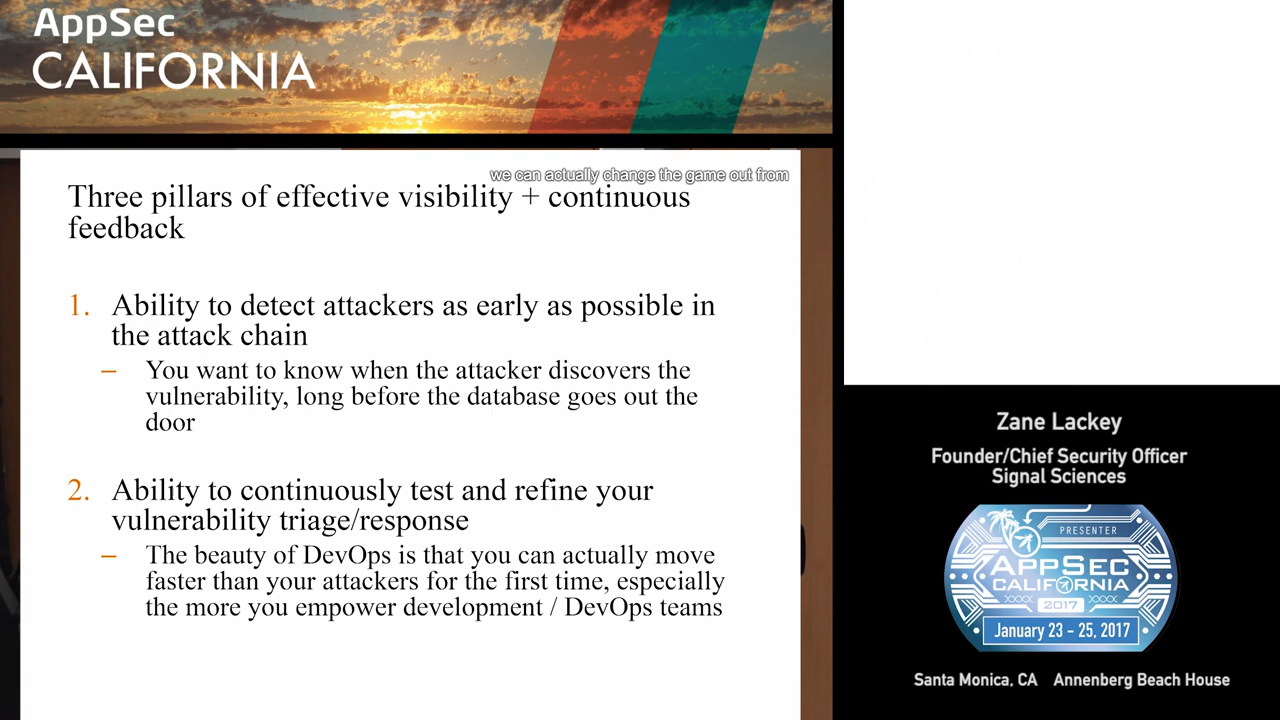 AppSec
CALIFORNIA
we can actually change the game out from
Three pillars of effective visibility + continuous
feedback
1. Ability to detect attackers as early as possible in
the attack chain
– You want to know when the attacker discovers the
vulnerability, long before the database goes out the
door
2. Ability to continuously test and refine your
vulnerability triage/response
– The beauty of DevOps is that you can actually move
faster than your attackers for the first time, especially
the more you empower development / DevOps teams
Zane Lackey
Founder/Chief Security Officer
Signal Sciences
PRESENTER
APPSEC
CALIFORNIA
2017
January 23 - 25, 2017
Santa Monica, CA Annenberg Beach House